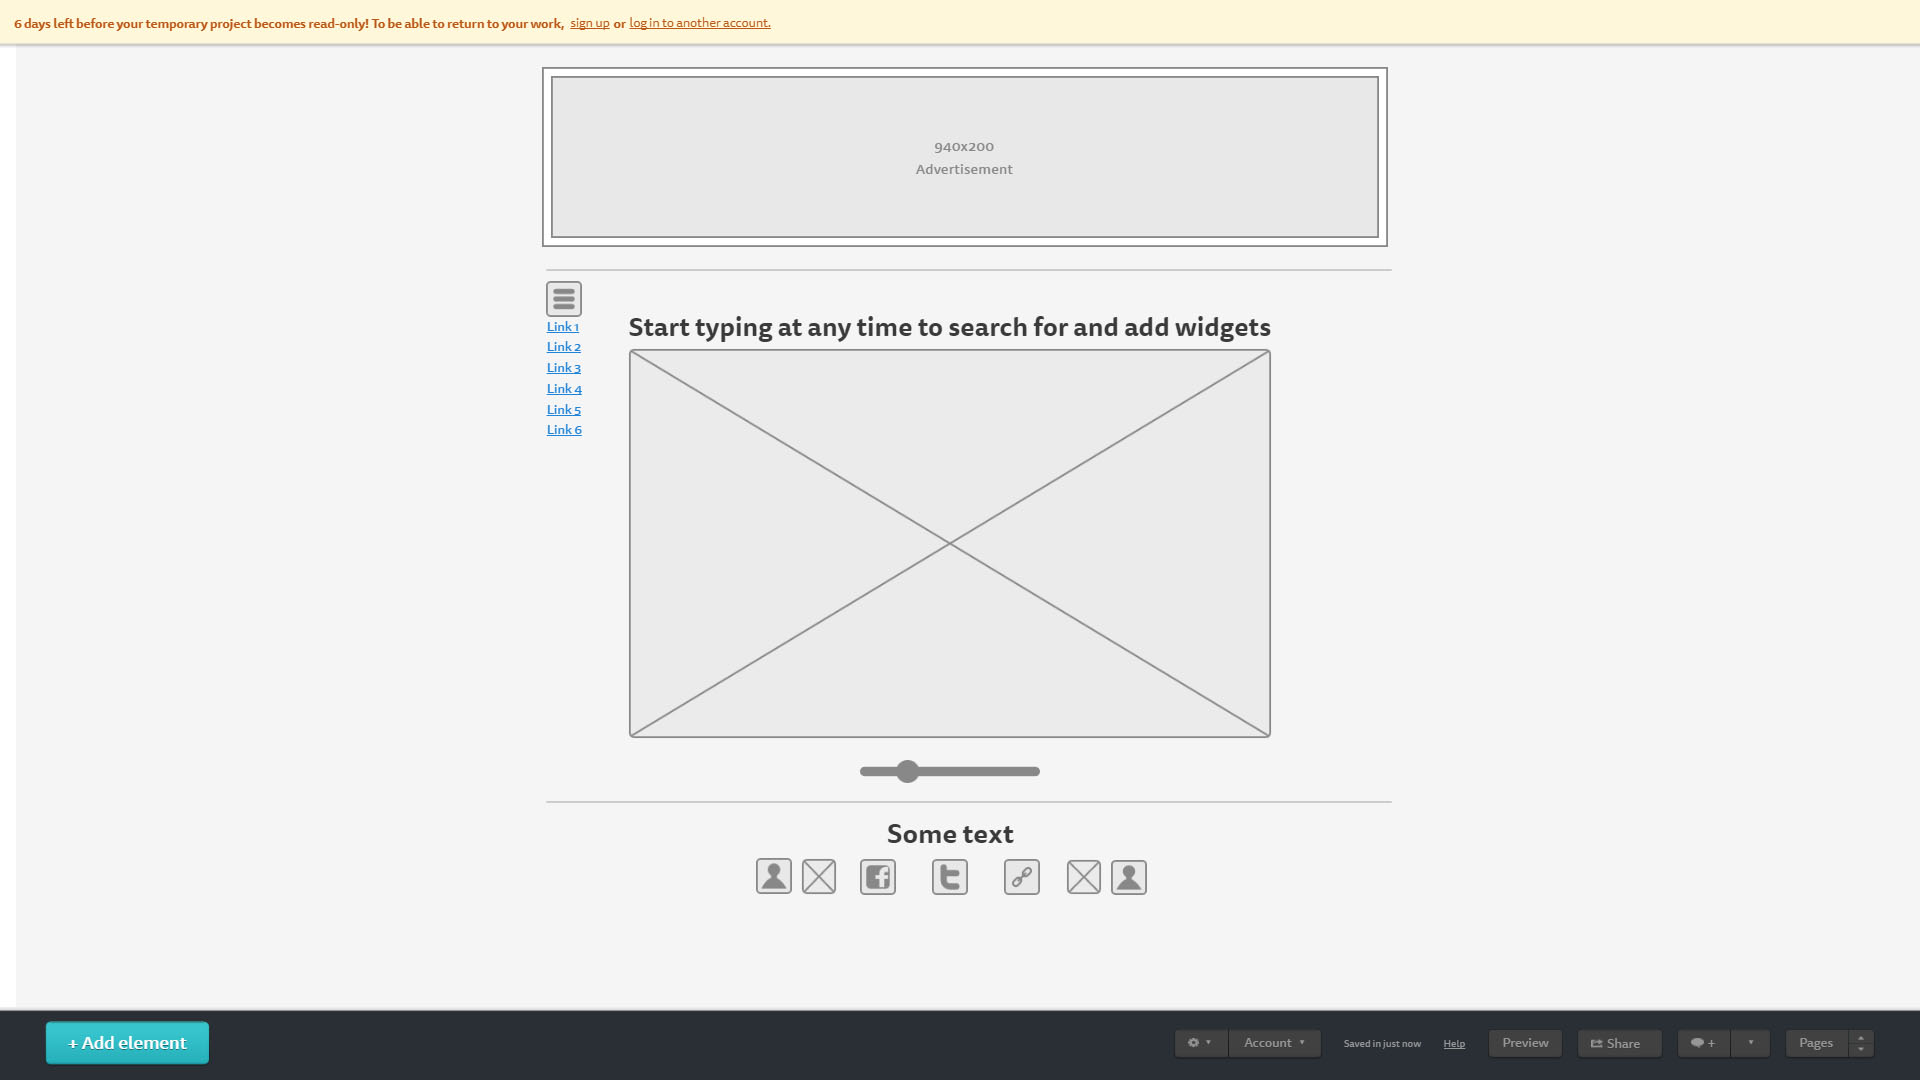 6 days left before your temporary project becomes read-only! To be able to return to your work, sign up or log in to another account.
940x200
Advertisement
Link 1
Link 2
Link 3
Link 4
Link 5
Link 6
Start typing at any time to search for and add widgets
Some text
+ Add element
Account
Saved in just now
Help
Preview
Share
+
Pages